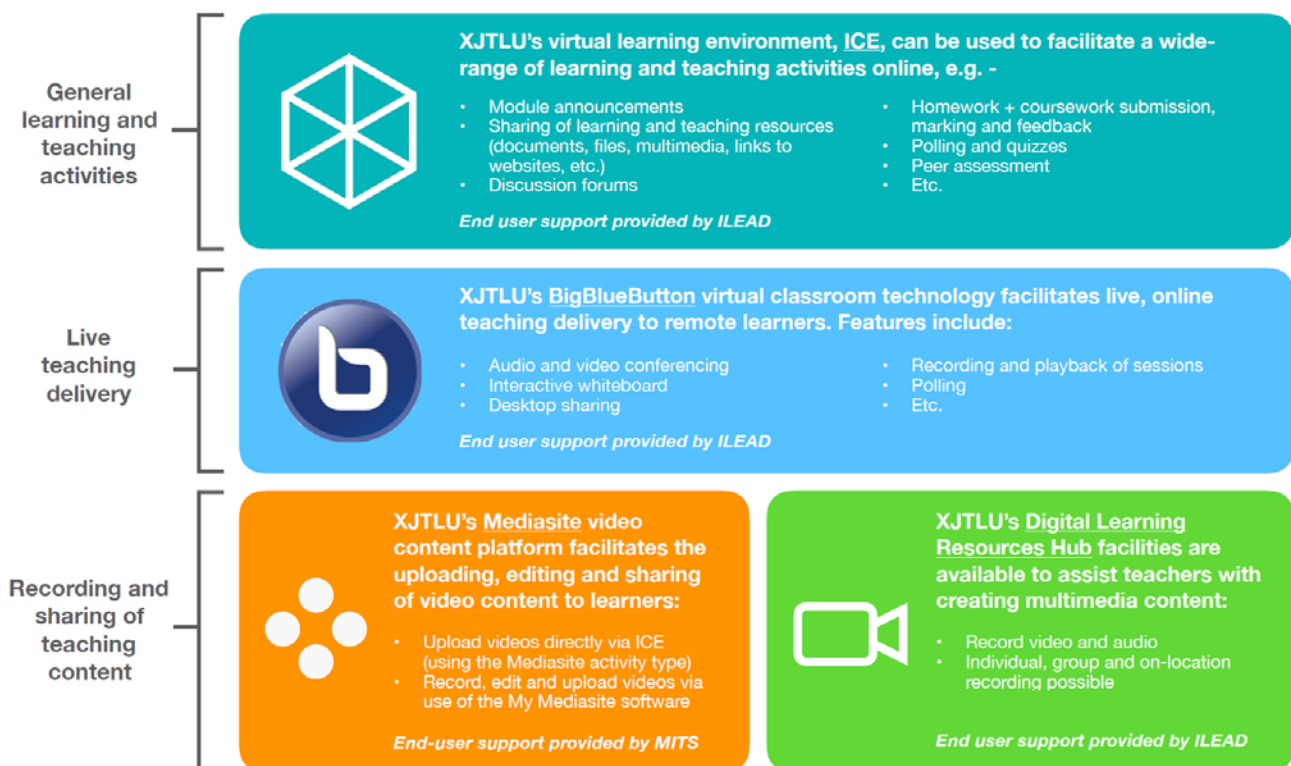 General
learning and
teaching
activities
XJTLU's virtual learning environment, ICE, can be used to facilitate a wide-
range of learning and teaching activities online, e.g. -
• Module announcements
• Sharing of learning and teaching resources
(documents, files, multimedia, links to
websites, etc.)
• Discussion forums
• Homework + coursework submission,
marking and feedback
• Polling and quizzes
• Peer assessment
• Etc.
End user support provided by ILEAD
Live
teaching
delivery
XJTLU's BigBlueButton virtual classroom technology facilitates live, online
teaching delivery to remote learners. Features include:
• Audio and video conferencing
• Interactive whiteboard
• Desktop sharing
• Recording and playback of sessions
• Polling
• Etc.
End user support provided by ILEAD
Recording and
sharing of
teaching
content
XJTLU's Mediasite video
content platform facilitates the
uploading, editing and sharing
of video content to learners:
• Upload videos directly via ICE
(using the Mediasite activity type)
• Record, edit and upload videos via
use of the My Mediasite software
End-user support provided by MITS
XJTLU's Digital Learning
Resources Hub facilities are
available to assist teachers with
creating multimedia content:
• Record video and audio
• Individual, group and on-location
recording possible
End user support provided by ILEAD